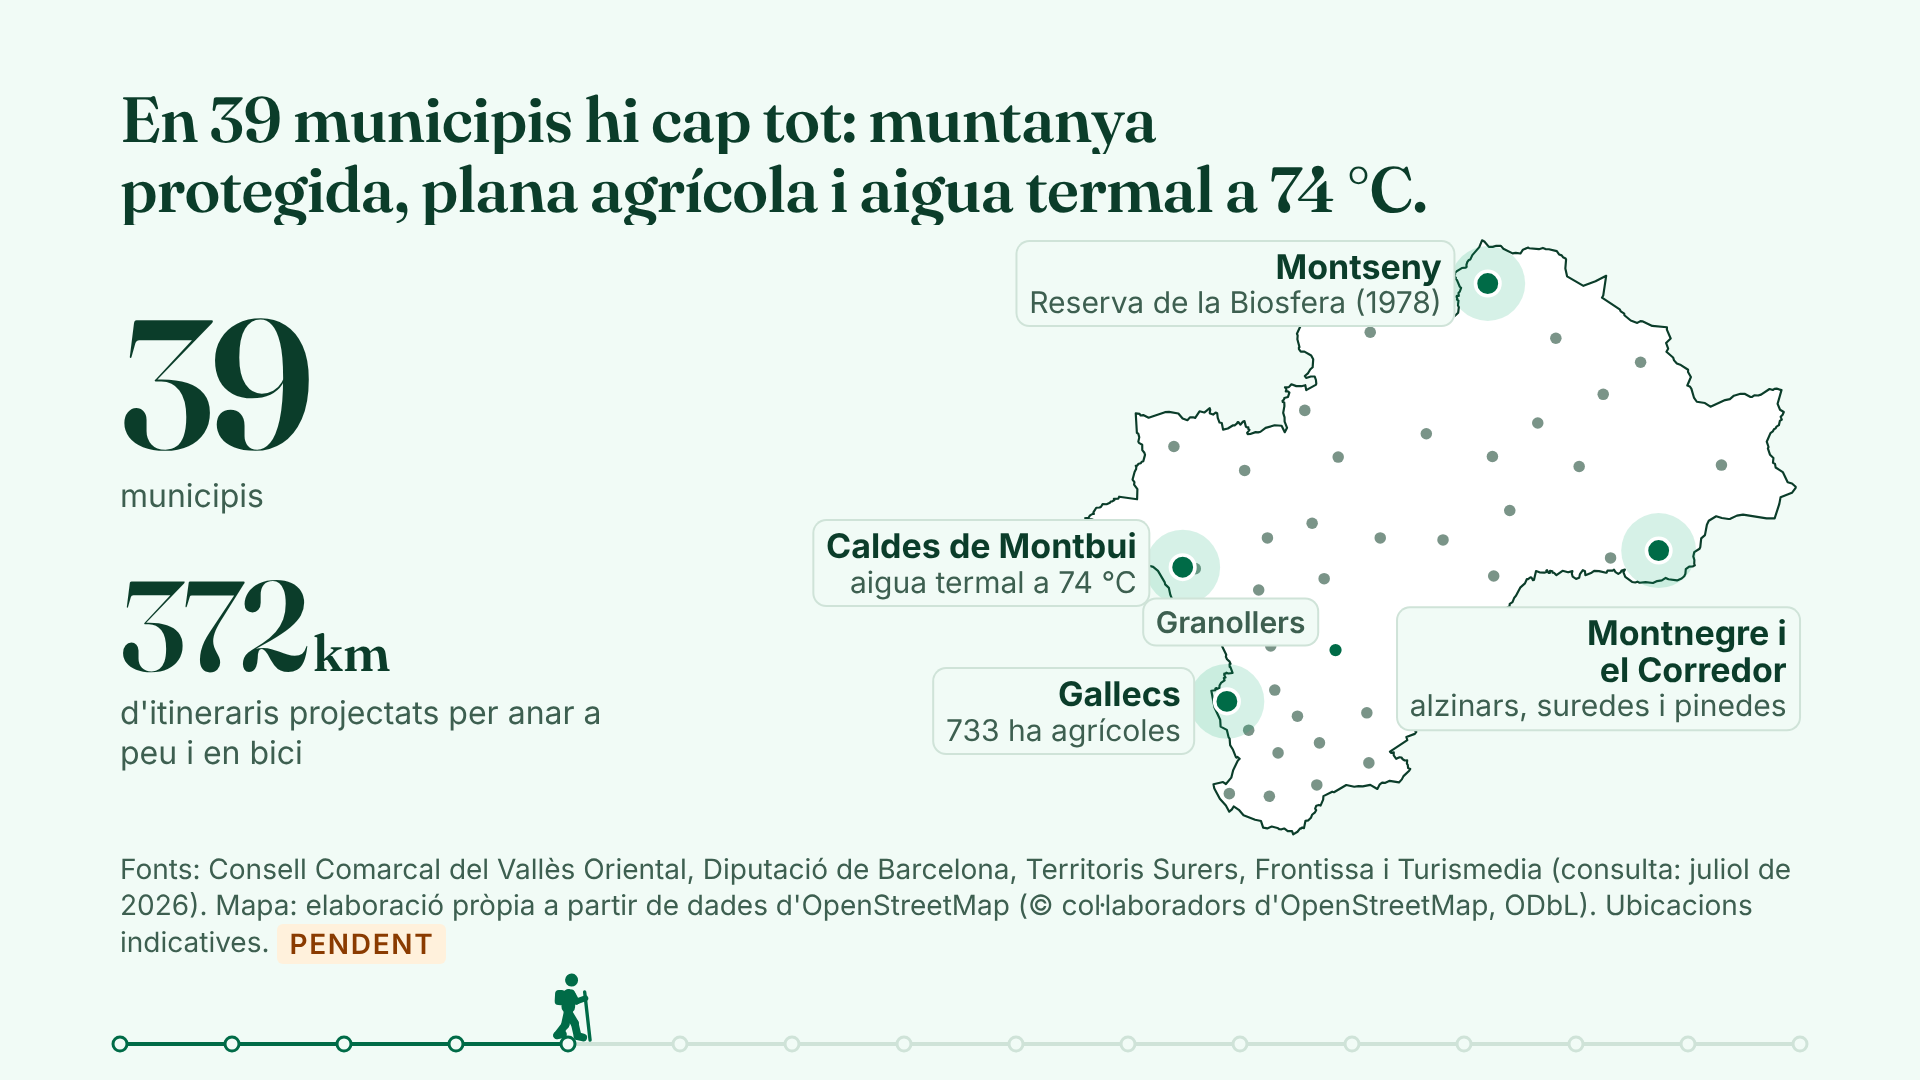 En 39 municipis hi cap tot: muntanya
protegida, plana agrícola i aigua termal a 74 °C.
39
municipis
372 km
d'itineraris projectats per anar a
peu i en bici
Montseny
Reserva de la Biosfera (1978)
Caldes de Montbui
aigua termal a 74 °C
Granollers
Gallecs
733 ha agrícoles
Montnegre i
el Corredor
alzinars, suredes i pinedes
Fonts: Consell Comarcal del Vallès Oriental, Diputació de Barcelona, Territoris Surers, Frontissa i Turismedia (consulta: juliol de
2026). Mapa: elaboració pròpia a partir de dades d'OpenStreetMap (© col·laboradors d'OpenStreetMap, ODbL). Ubicacions
indicatives. PENDENT